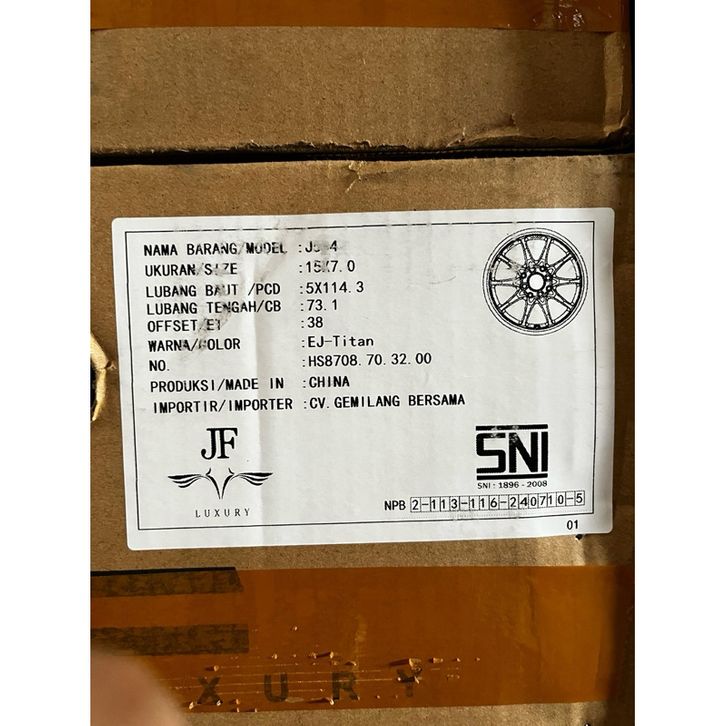 NAMA BARANG/MODEL :
UKURAN/SIZE :15X7.0
LUBANG BAUT /PCD :5X114.3
LUBANG TENGAH/CB :73.1
OFFSET/ET :38
WARNA/COLOR :EJ-Titan
NO. :HS8708.70.32.00
PRODUKSI/MADE IN :CHINA
IMPORTIR/IMPORTER :CV.GEMILANG BERSAMA
JF
LUXURY
SNI
SNI : 1896 - 2008
NPB 2-113-116-240710-5
01
XURY